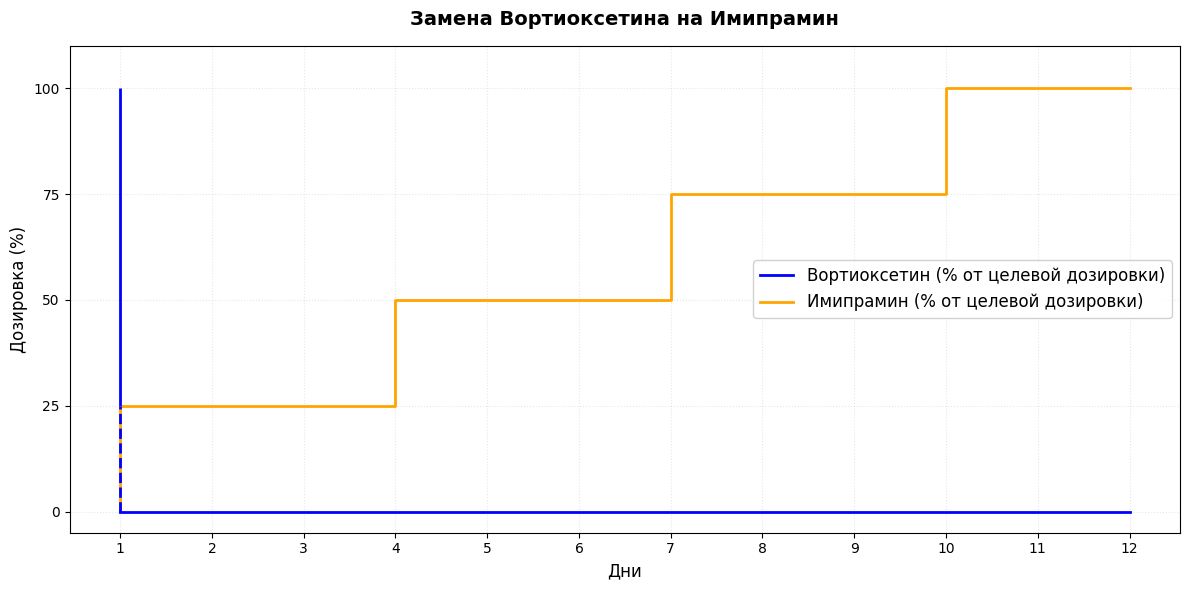 Замена Вортиоксетина на Имипрамин
Дозировка (%)
100
75
50
25
0
Вортиоксетин (% от целевой дозировки)
Имипрамин (% от целевой дозировки)
1 2 3 4 5 6 7 8 9 10 11 12
Дни